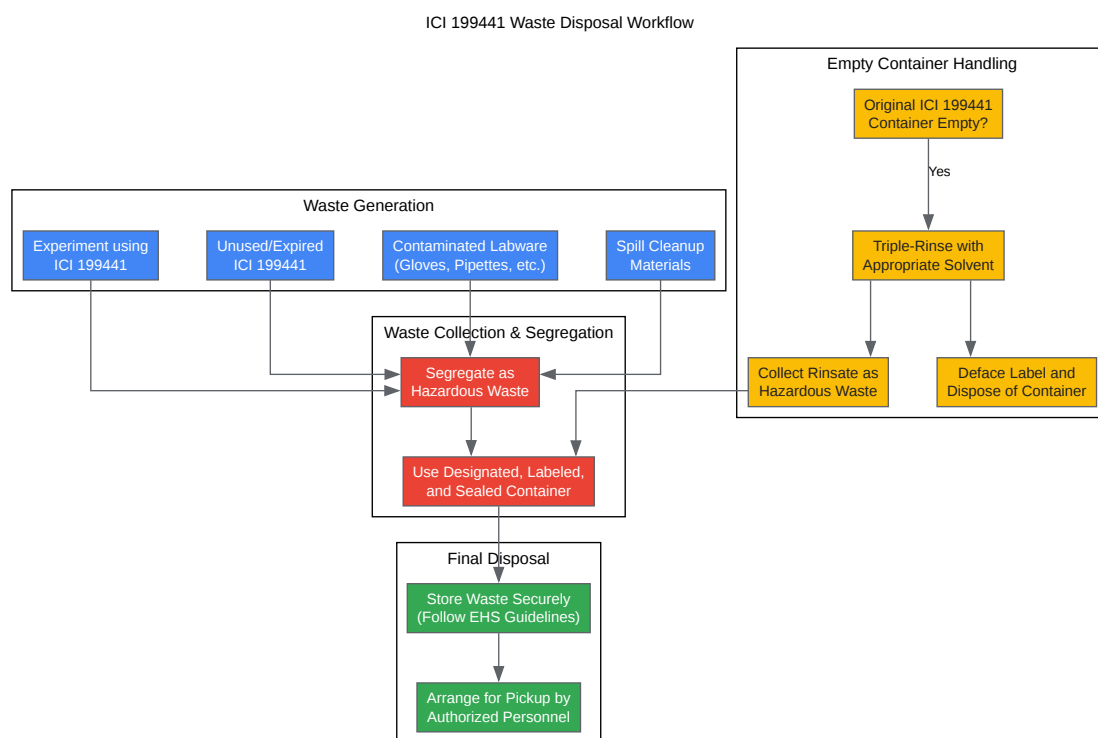 ICI 199441 Waste Disposal Workflow
Empty Container Handling
Original ICI 199441
Container Empty?
Yes
Waste Generation
Experiment using
ICI 199441
Unused/Expired
ICI 199441
Contaminated Labware
(Gloves, Pipettes, etc.)
Spill Cleanup
Materials
Triple-Rinse with
Appropriate Solvent
Waste Collection & Segregation
Segregate as
Hazardous Waste
Collect Rinsate as
Hazardous Waste
Deface Label and
Dispose of Container
Use Designated, Labeled,
and Sealed Container
Final Disposal
Store Waste Securely
(Follow EHS Guidelines)
Arrange for Pickup by
Authorized Personnel